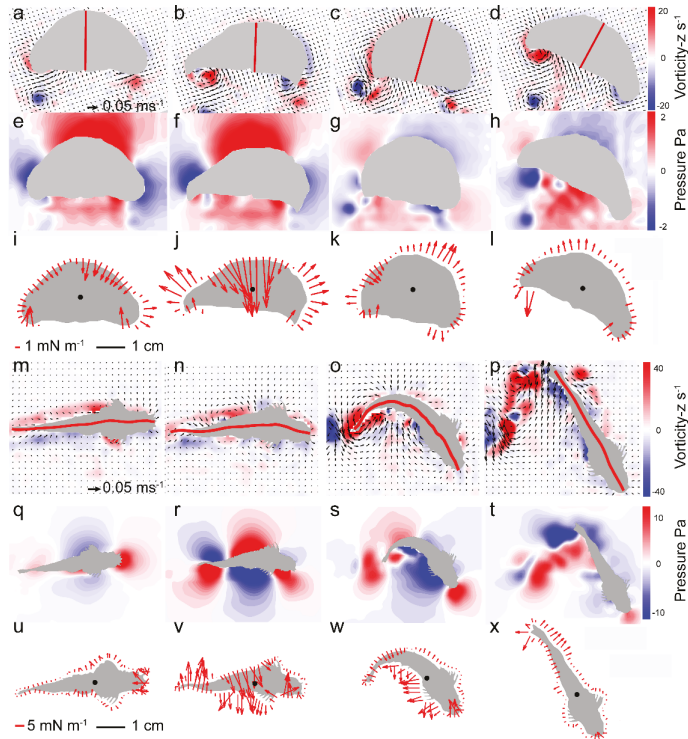 a b c d
20
0
-20
Vorticity-z s-1
0.05 ms-1
e f g h
2
0
-2
Pressure Pa
i j k l
1 mN m-1 1 cm
m n o p
40
0
-40
Vorticity-z s-1
0.05 ms-1
q r s t
10
0
-10
Pressure Pa
u v w x
5 mN m-1 1 cm